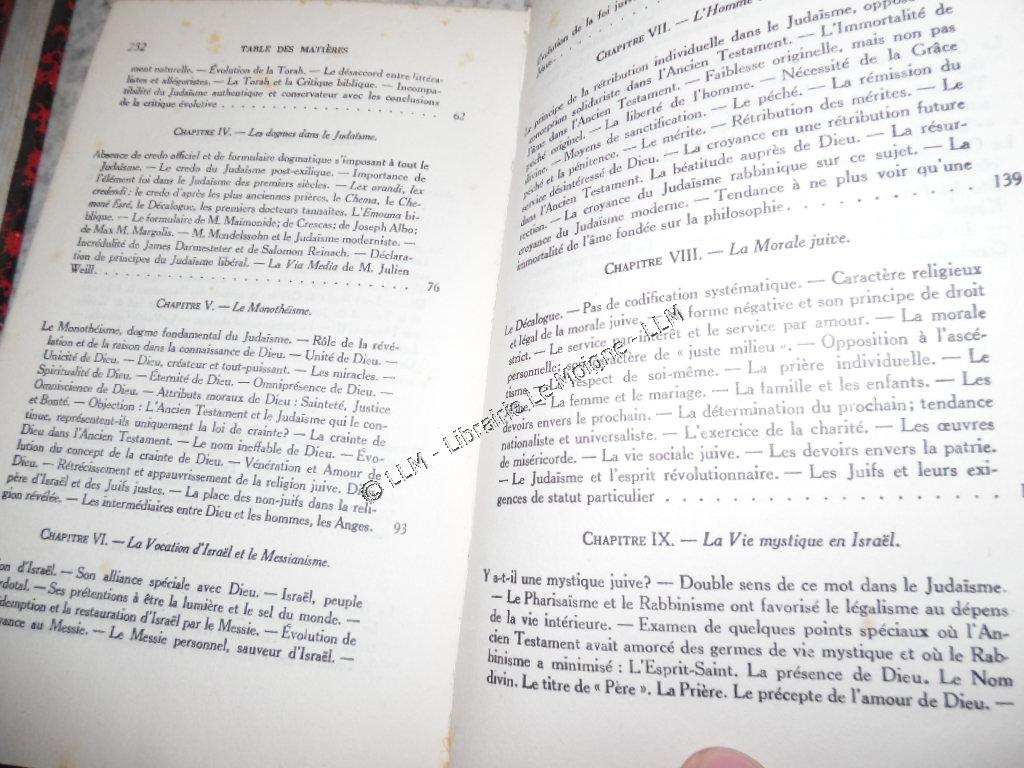 232 TABLE DES MATIÈRES
ment naturelle. — Évolution de la Torah. — Le désaccord entre littéra-
listes et allégoristes. — La Torah et la Critique biblique. — Incompa-
tibilité du Judaïsme authentique et conservateur avec les conclusions
de la critique évolutive . . . . . . . . . . . . . . . . 62
CHAPITRE IV. — Les dogmes dans le Judaïsme.
Absence de credo officiel et de formulaire dogmatique s'imposant à tout le
Judaïsme. — Le credo du Judaïsme post-exilique. — Importance de
l'élément foi dans le Judaïsme des premiers siècles. — Lex orandi, lex
credendi : le credo d'après les plus anciennes prières, le Chema, le Che-
mané Esré, le Décalogue, les premiers docteurs tannaïtes. L'Emouna bi-
blique. — Le formulaire de M. Maïmonide; de Crescas; de Joseph Albo;
de Max M. Margolis. — M. Mendelssohn et le Judaïsme moderniste. —
Incrédulité de James Darmesteter et de Salomon Reinach. — Déclara-
tion de principes du Judaïsme libéral. — La Via Media de M. Julien
Weill. . . . . . . . . . . . . . . . . . . . . . 76
CHAPITRE V. — Le Monothéisme.
Le Monothéisme, dogme fondamental du Judaïsme. — Rôle de la révé-
lation et de la raison dans la connaissance de Dieu. — Unité de Dieu. —
Unicité de Dieu. — Dieu, créateur et tout-puissant. — Les miracles. —
Spiritualité de Dieu. — Éternité de Dieu. — Omniprésence de Dieu. —
Omniscience de Dieu. — Attributs moraux de Dieu : Sainteté, Justice
et Bonté. — Objection : L'Ancien Testament et le Judaïsme qui le con-
tinue, représentent-ils uniquement la loi de crainte? — La crainte de
Dieu dans l'Ancien Testament. — Le nom ineffable de Dieu. — Évo-
lution du concept de la crainte de Dieu. — Vénération et Amour de
Dieu. — Rétrécissement et appauvrissement de la religion juive. Dieu,
père d'Israël et des Juifs justes. — La place des non-juifs dans la reli-
gion révélée. — Les intermédiaires entre Dieu et les hommes, les Anges. 93
CHAPITRE VI. — La Vocation d'Israël et le Messianisme.
on d'Israël. — Son alliance spéciale avec Dieu. — Israël, peuple
rdotal. — Ses prétentions à être la lumière et le sel du monde. —
demption et la restauration d'Israël par le Messie. — Évolution de
ance au Messie. — Le Messie personnel, sauveur d'Israël. —
Évolution de la foi juive
CHAPITRE VII. — L'Homme
Le principe de la rétribution individuelle dans le Judaïsme, oppos
conception solidariste dans l'Ancien Testament. — L'Immortalité de
l'âme dans l'Ancien Testament. — Faiblesse originelle, mais non pas
péché originel. — La liberté de l'homme. — Nécessité de la Grâce
divine. — Moyens de sanctification. — Le péché. — La rémission du
péché et la pénitence. — Le mérite. — Rétribution des mérites. — Le
service désintéressé de Dieu. — La croyance en une rétribution future
dans l'Ancien Testament. La béatitude auprès de Dieu. — La résur-
rection. — La croyance du Judaïsme rabbinique sur ce sujet. — La
croyance du Judaïsme moderne. — Tendance à ne plus voir qu'une
immortalité de l'âme fondée sur la philosophie. . . . . . . . . . 139
CHAPITRE VIII. — La Morale juive.
Le Décalogue. — Pas de codification systématique. — Caractère religieux
et légal de la morale juive. forme négative et son principe de droit
strict. — Le service par intérêt et le service par amour. — La morale
personnelle; son caractère de « juste milieu ». — Opposition à l'ascé-
tisme. — Le respect de soi-même. — La prière individuelle. — Le
— La femme et le mariage. — La famille et les enfants. — Les
devoirs envers le prochain. — La détermination du prochain; tendance
nationaliste et universaliste. — L'exercice de la charité. — Les œuvres
de miséricorde. — La vie sociale juive. — Les devoirs envers la patrie.
— Le Judaïsme et l'esprit révolutionnaire. — Les Juifs et leurs exi-
gences de statut particulier . . . . . . . . . . . . . . . .
CHAPITRE IX. — La Vie mystique en Israël.
Y a-t-il une mystique juive? — Double sens de ce mot dans le Judaïsme.
— Le Pharisaïsme et le Rabbinisme ont favorisé le légalisme au dépens
de la vie intérieure. — Examen de quelques points spéciaux où l'An-
cien Testament avait amorcé des germes de vie mystique et où le Rab-
binisme a minimisé : L'Esprit-Saint. La présence de Dieu. Le Nom
divin. Le titre de « Père ». La Prière. Le précepte de l'amour de Dieu. —
© LLM - Librairie Le Moigne - LLM